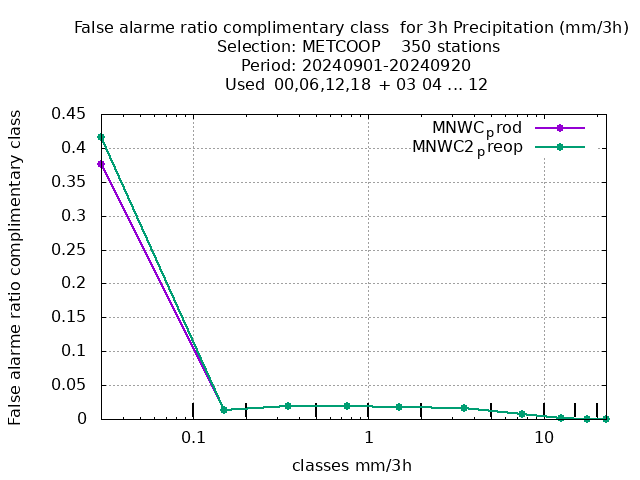 False alarme ratio complimentary class  for 3h Precipitation (mm/3h)
Selection: METCOOP    350 stations
Period: 20240901-20240920
Used  00,06,12,18 + 03 04 ... 12
False alarme ratio complimentary class
0.45
0.4
0.35
0.3
0.25
0.2
0.15
0.1
0.05
0
MNWCprod
MNWC2preop
0.1
1
10
classes mm/3h